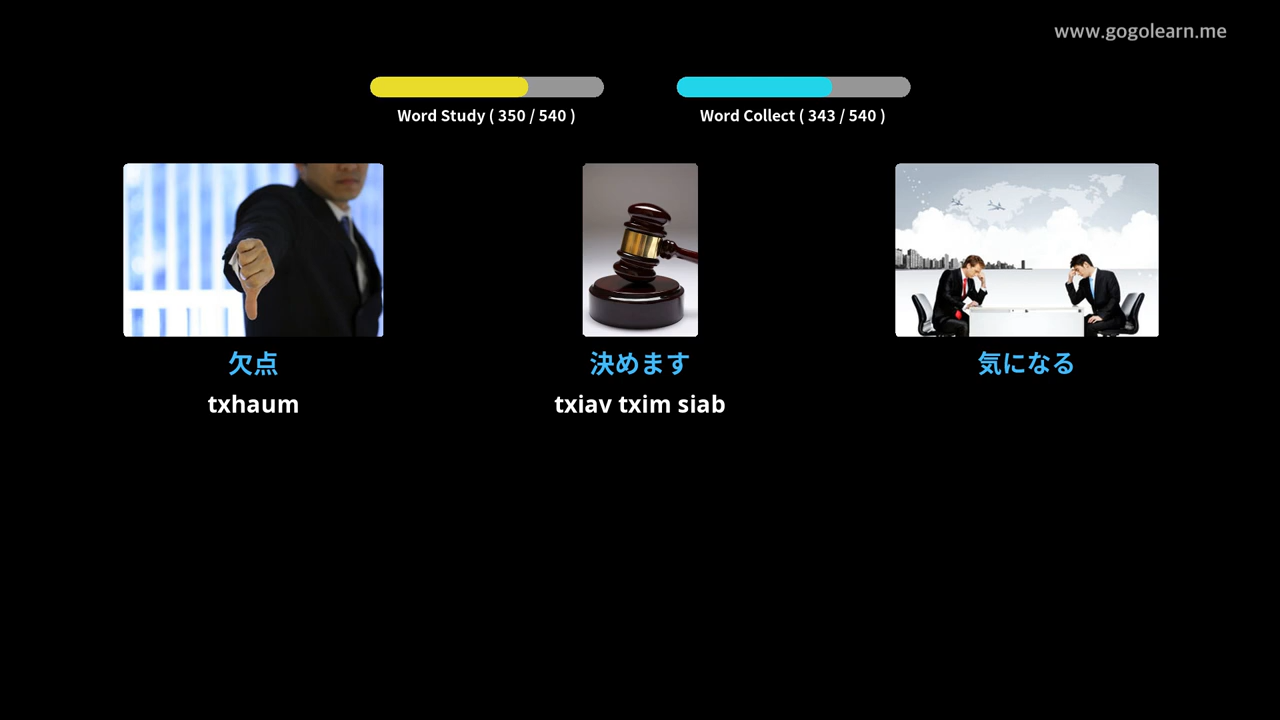 www.gogolearn.me
Word Study ( 350 / 540 )
Word Collect ( 343 / 540 )
欠点
決めます
気になる
txhaum
txiav txim siab